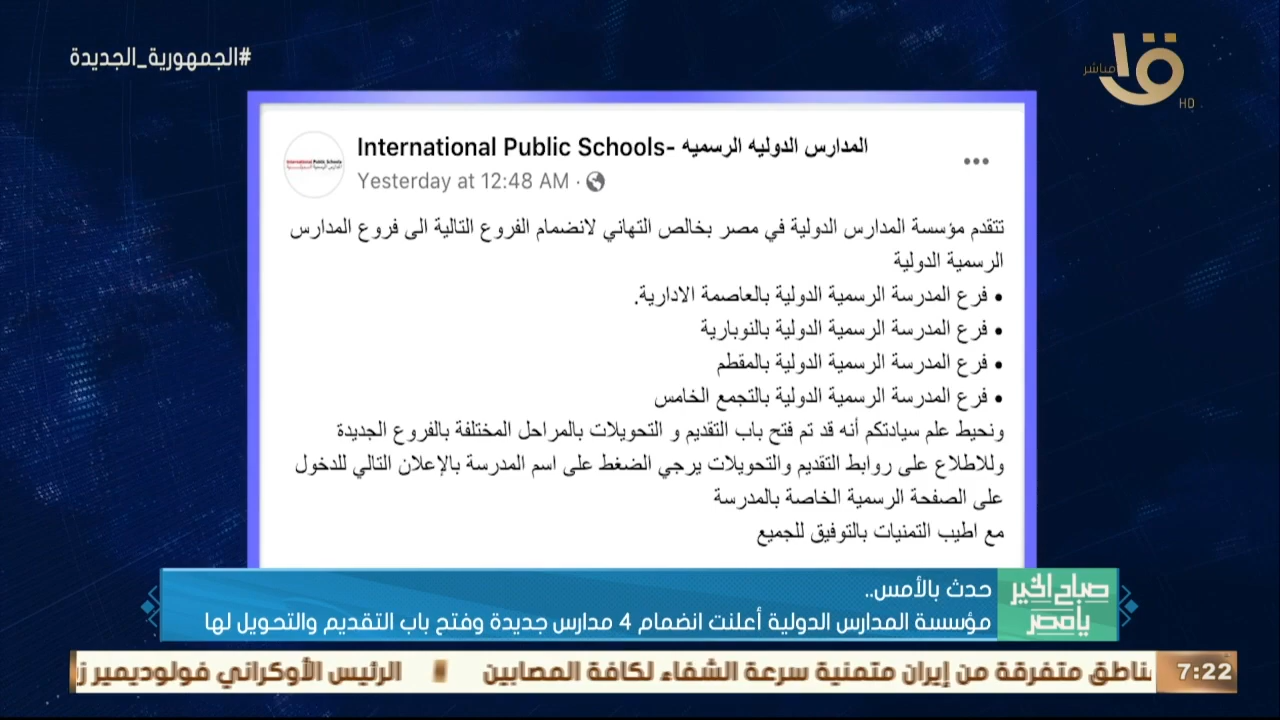 #الجمهورية_الجديدة
مباشر
HD
International Public Schools- المدارس الدوليه الرسميه
Yesterday at 12:48 AM ·
تتقدم مؤسسة المدارس الدولية في مصر بخالص التهاني لانضمام الفروع التالية الى فروع المدارس
الرسمية الدولية
• فرع المدرسة الرسمية الدولية بالعاصمة الادارية.
• فرع المدرسة الرسمية الدولية بالنوبارية
• فرع المدرسة الرسمية الدولية بالمقطم
• فرع المدرسة الرسمية الدولية بالتجمع الخامس
ونحيط علم سيادتكم أنه قد تم فتح باب التقديم و التحويلات بالمراحل المختلفة بالفروع الجديدة
وللاطلاع على روابط التقديم والتحويلات يرجي الضغط على اسم المدرسة بالإعلان التالي للدخول
على الصفحة الرسمية الخاصة بالمدرسة
مع اطيب التمنيات بالتوفيق للجميع
صباح الخير
يا مصر
حدث بالأمس..
مؤسسة المدارس الدولية أعلنت انضمام 4 مدارس جديدة وفتح باب التقديم والتحويل لها
7:22
متفرقة من إيران متمنية سرعة الشفاء لكافة المصابين
الرئيس الأوكراني فولوديمير